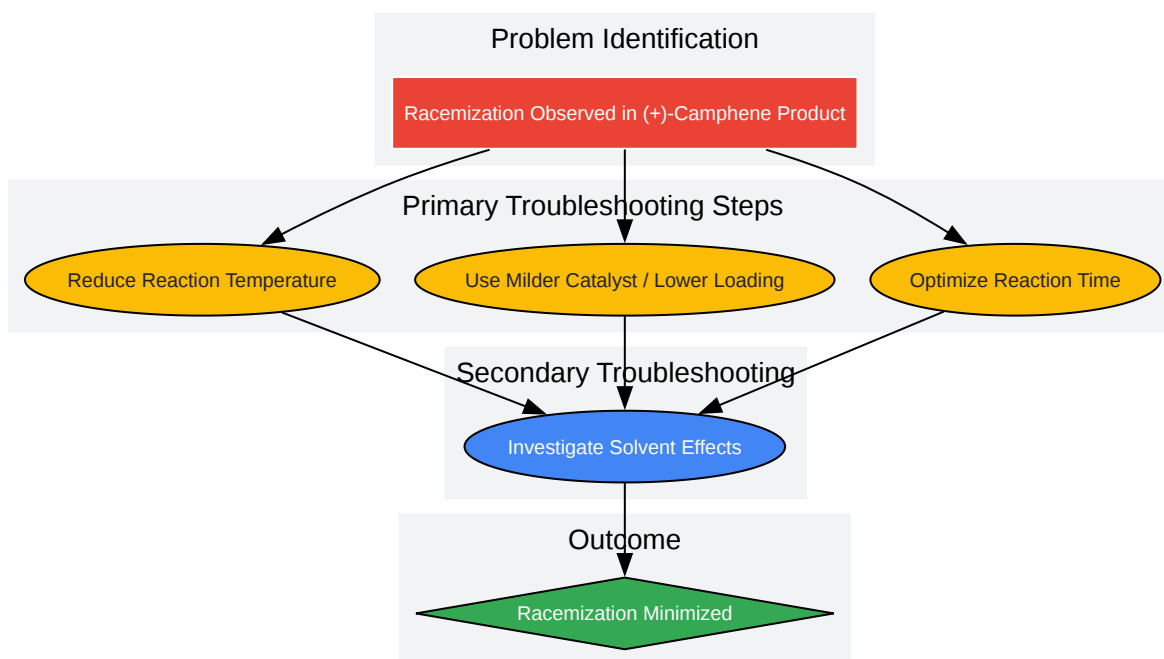 Problem Identification
Racemization Observed in (+)-Camphene Product
Primary Troubleshooting Steps
Reduce Reaction Temperature
Use Milder Catalyst / Lower Loading
Optimize Reaction Time
Secondary Troubleshooting
Investigate Solvent Effects
Outcome
Racemization Minimized